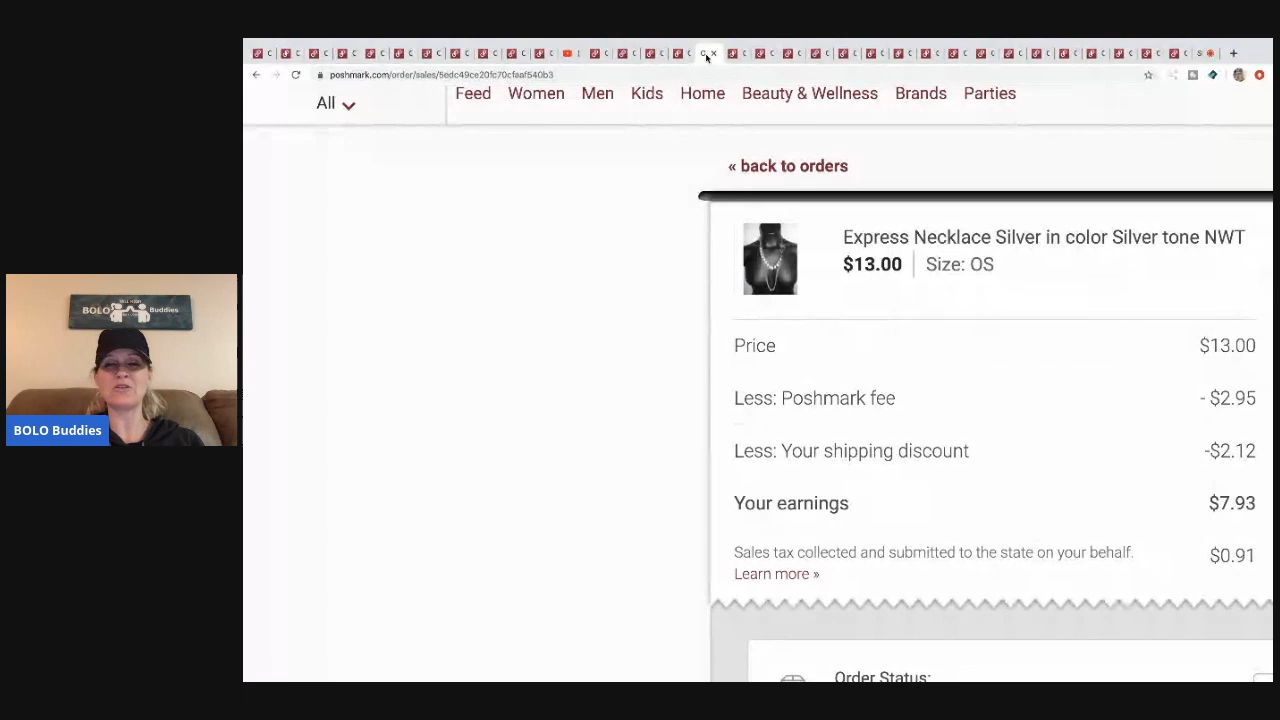 poshmark.com/order/sales/5edc49ce20fc70cfeaf540b3
All
Feed Women Men Kids Home Beauty & Wellness Brands Parties
« back to orders
Express Necklace Silver in color Silver tone NWT
$13.00 Size: OS
Price $13.00
Less: Poshmark fee - $2.95
Less: Your shipping discount -$2.12
Your earnings $7.93
Sales tax collected and submitted to the state on your behalf. $0.91
Learn more »
Order Status:
BOLO Buddies
BOLO Buddies